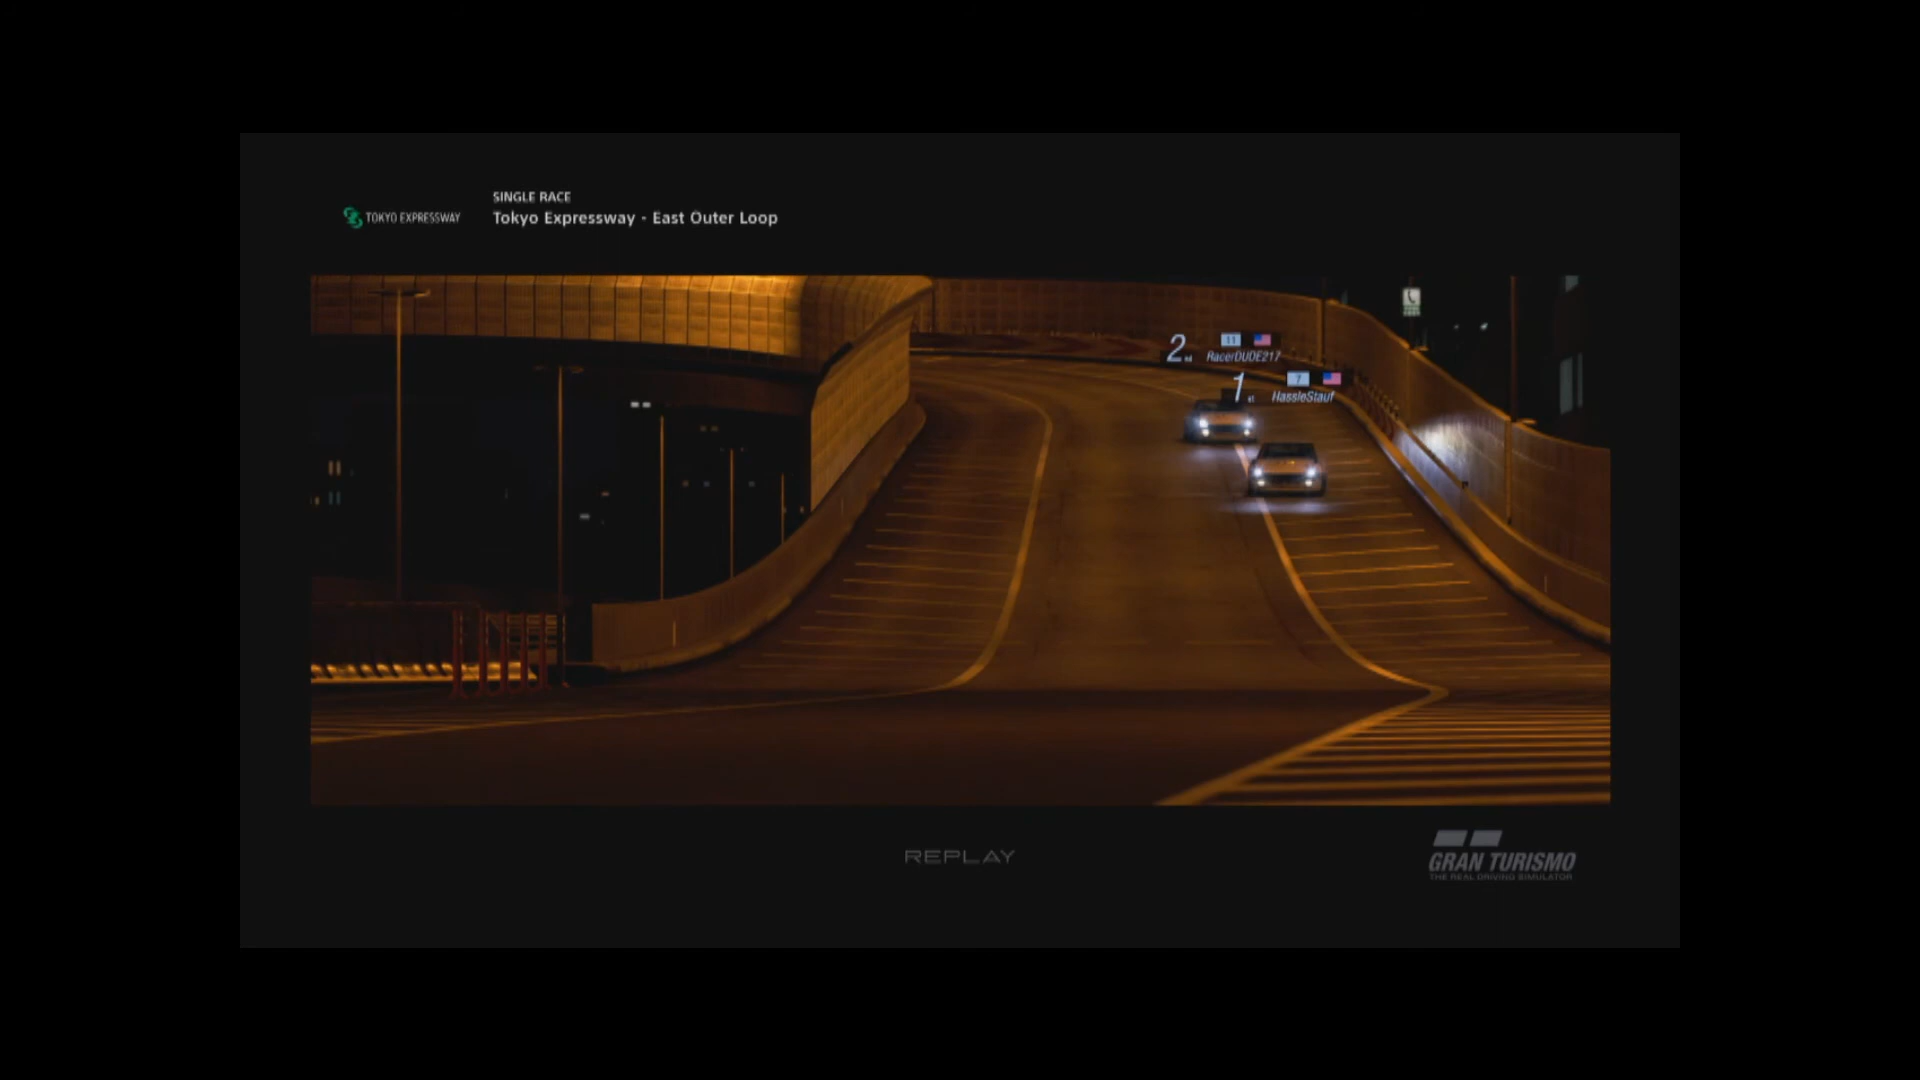 SINGLE RACE
TOKYO EXPRESSWAY
Tokyo Expressway - East Outer Loop
2nd
11
RacerDUDE217
1st
7
HassleStauf
REPLAY
GRAN TURISMO
THE REAL DRIVING SIMULATOR